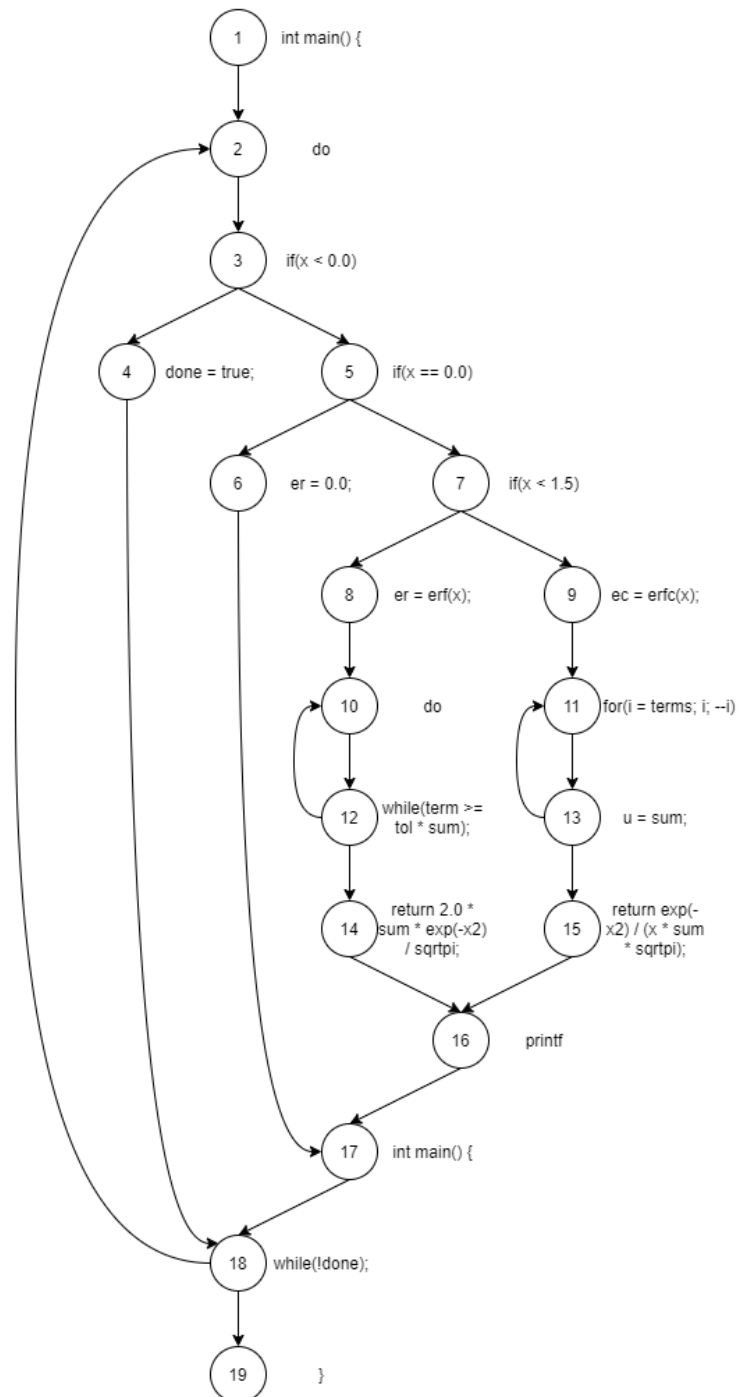 1 int main() {
2 do
3 if(x < 0.0)
4 done = true; 5 if(x == 0.0)
6 er = 0.0; 7 if(x < 1.5)
8 er = erf(x); 9 ec = erfc(x);
10 do 11 for(i = terms; i; --i)
12 while(term >=
tol * sum);
13 u = sum;
14 return 2.0 *
sum * exp(-x2)
/ sqrtpi;
15 return exp(-
x2) / (x * sum
* sqrtpi);
16 printf
17 int main() {
18 while(!done);
19 }